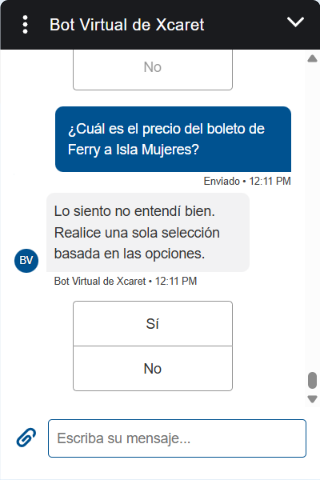 Bot Virtual de Xcaret
No
¿Cuál es el precio del boleto de
Ferry a Isla Mujeres?
Enviado • 12:11 PM
Lo siento no entendí bien.
Realice una sola selección
basada en las opciones.
BV
Bot Virtual de Xcaret • 12:11 PM
Sí
No
Escriba su mensaje...